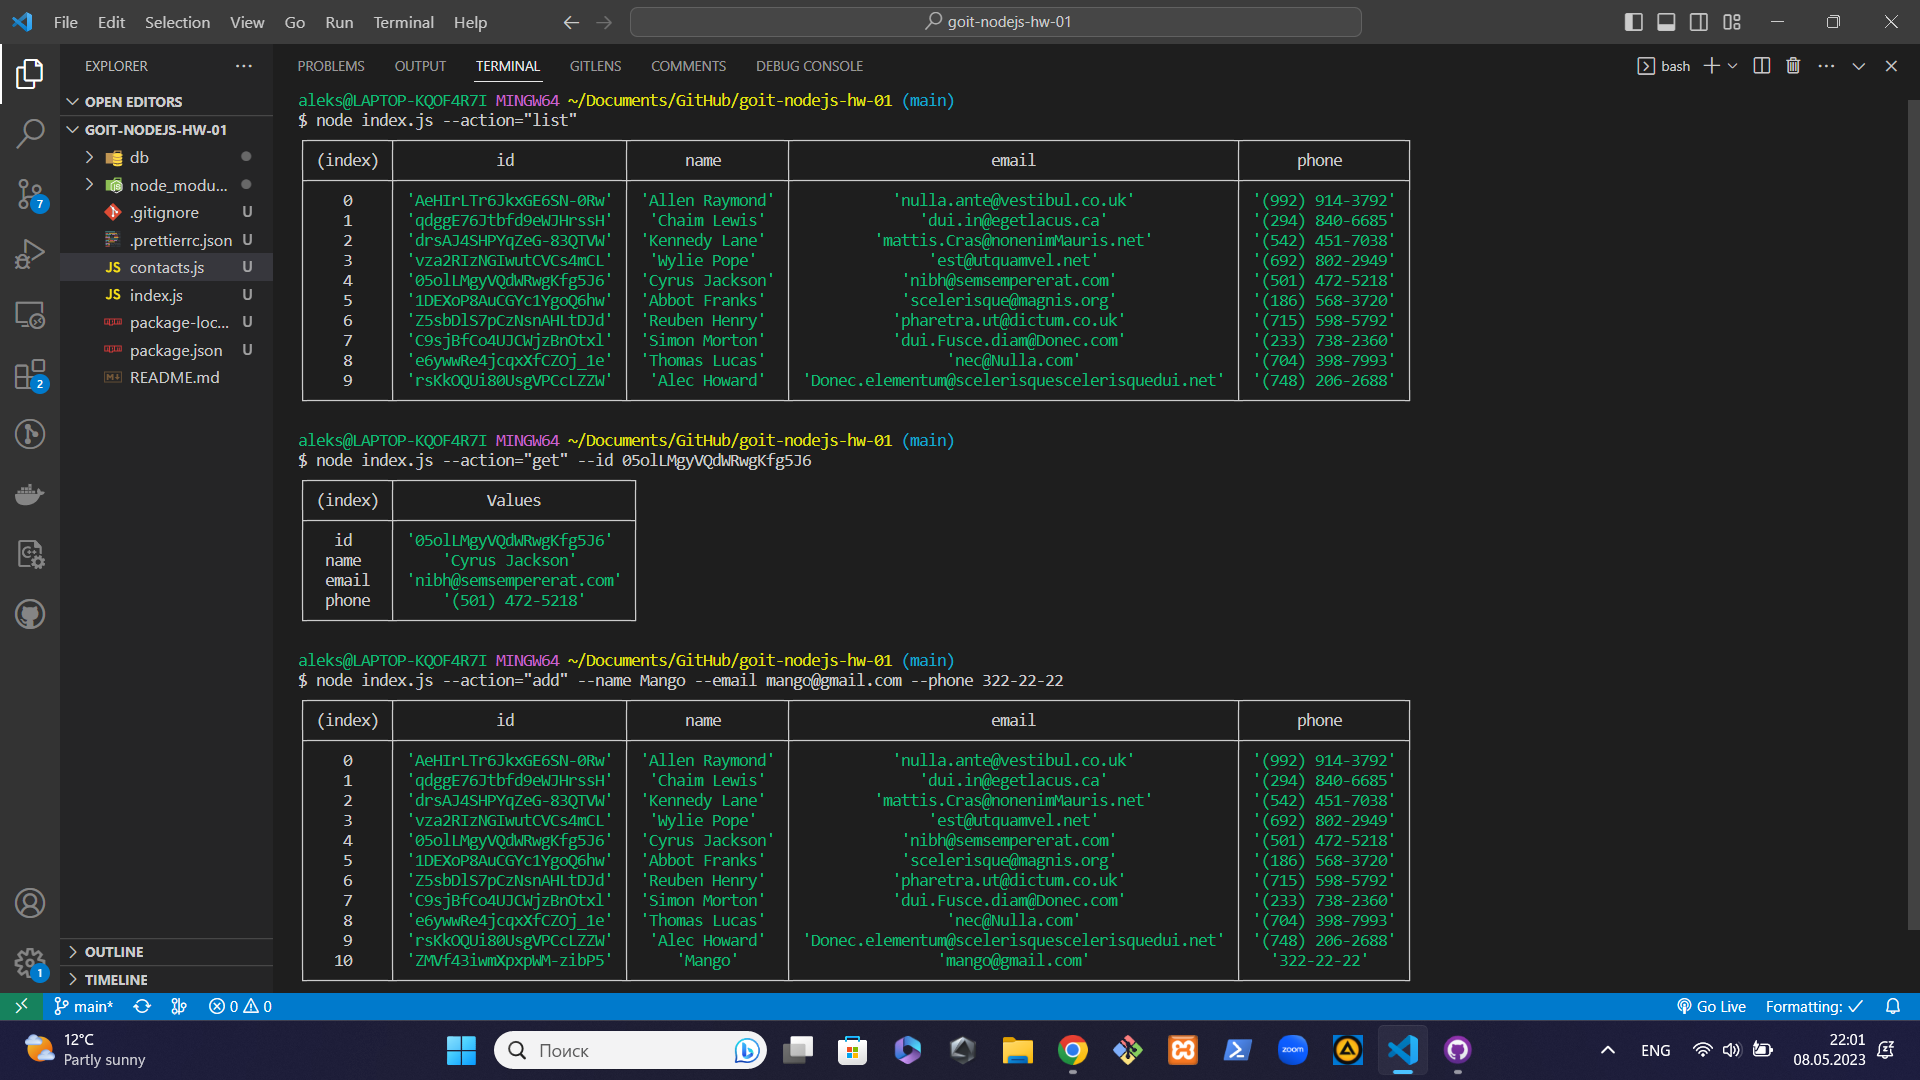 File Edit Selection View Go Run Terminal Help
goit-nodejs-hw-01
EXPLORER
OPEN EDITORS
GOIT-NODEJS-HW-01
db
node_modu...
.gitignore U
.prettierrc.json U
contacts.js U
index.js U
package-loc... U
package.json U
README.md
OUTLINE
TIMELINE
7
2
1
PROBLEMS OUTPUT TERMINAL GITLENS COMMENTS DEBUG CONSOLE
bash
aleks@LAPTOP-KQOF4R7I MINGW64 ~/Documents/GitHub/goit-nodejs-hw-01 (main)
$ node index.js --action="list"
(index) id name email phone
0 'AeHIrLTr6JkxGE6SN-0Rw' 'Allen Raymond' 'nulla.ante@vestibul.co.uk' '(992) 914-3792'
1 'qdggE76Jtbfd9eWJHrssH' 'Chaim Lewis' 'dui.in@egetlacus.ca' '(294) 840-6685'
2 'drsAJ4SHPYqZeG-83QTVW' 'Kennedy Lane' 'mattis.Cras@nonenimMauris.net' '(542) 451-7038'
3 'vza2RIzNGIwutCVCs4mCL' 'Wylie Pope' 'est@utquamvel.net' '(692) 802-2949'
4 '05olLMgyVQdWRwgKfg5J6' 'Cyrus Jackson' 'nibh@semsempererat.com' '(501) 472-5218'
5 '1DEXoP8AuCGYc1YgoQ6hw' 'Abbot Franks' 'scelerisque@magnis.org' '(186) 568-3720'
6 'Z5sbDlS7pCzNsnAHLtDJd' 'Reuben Henry' 'pharetra.ut@dictum.co.uk' '(715) 598-5792'
7 'C9sjBfCo4UJCWjzBnOtxl' 'Simon Morton' 'dui.Fusce.diam@Donec.com' '(233) 738-2360'
8 'e6ywwRe4jcqxXfCZOj_1e' 'Thomas Lucas' 'nec@Nulla.com' '(704) 398-7993'
9 'rsKkOQUi80UsgVPCcLZZW' 'Alec Howard' 'Donec.elementum@scelerisquescelerisquedui.net' '(748) 206-2688'
aleks@LAPTOP-KQOF4R7I MINGW64 ~/Documents/GitHub/goit-nodejs-hw-01 (main)
$ node index.js --action="get" --id 05olLMgyVQdWRwgKfg5J6
(index) Values
id '05olLMgyVQdWRwgKfg5J6'
name 'Cyrus Jackson'
email 'nibh@semsempererat.com'
phone '(501) 472-5218'
aleks@LAPTOP-KQOF4R7I MINGW64 ~/Documents/GitHub/goit-nodejs-hw-01 (main)
$ node index.js --action="add" --name Mango --email mango@gmail.com --phone 322-22-22
(index) id name email phone
0 'AeHIrLTr6JkxGE6SN-0Rw' 'Allen Raymond' 'nulla.ante@vestibul.co.uk' '(992) 914-3792'
1 'qdggE76Jtbfd9eWJHrssH' 'Chaim Lewis' 'dui.in@egetlacus.ca' '(294) 840-6685'
2 'drsAJ4SHPYqZeG-83QTVW' 'Kennedy Lane' 'mattis.Cras@nonenimMauris.net' '(542) 451-7038'
3 'vza2RIzNGIwutCVCs4mCL' 'Wylie Pope' 'est@utquamvel.net' '(692) 802-2949'
4 '05olLMgyVQdWRwgKfg5J6' 'Cyrus Jackson' 'nibh@semsempererat.com' '(501) 472-5218'
5 '1DEXoP8AuCGYc1YgoQ6hw' 'Abbot Franks' 'scelerisque@magnis.org' '(186) 568-3720'
6 'Z5sbDlS7pCzNsnAHLtDJd' 'Reuben Henry' 'pharetra.ut@dictum.co.uk' '(715) 598-5792'
7 'C9sjBfCo4UJCWjzBnOtxl' 'Simon Morton' 'dui.Fusce.diam@Donec.com' '(233) 738-2360'
8 'e6ywwRe4jcqxXfCZOj_1e' 'Thomas Lucas' 'nec@Nulla.com' '(704) 398-7993'
9 'rsKkOQUi80UsgVPCcLZZW' 'Alec Howard' 'Donec.elementum@scelerisquescelerisquedui.net' '(748) 206-2688'
10 'ZMVf43iwmXpxpWM-zibP5' 'Mango' 'mango@gmail.com' '322-22-22'
main* 0 0 Go Live Formatting:
12°C
Partly sunny
Поиск
zoom
ENG
22:01
08.05.2023